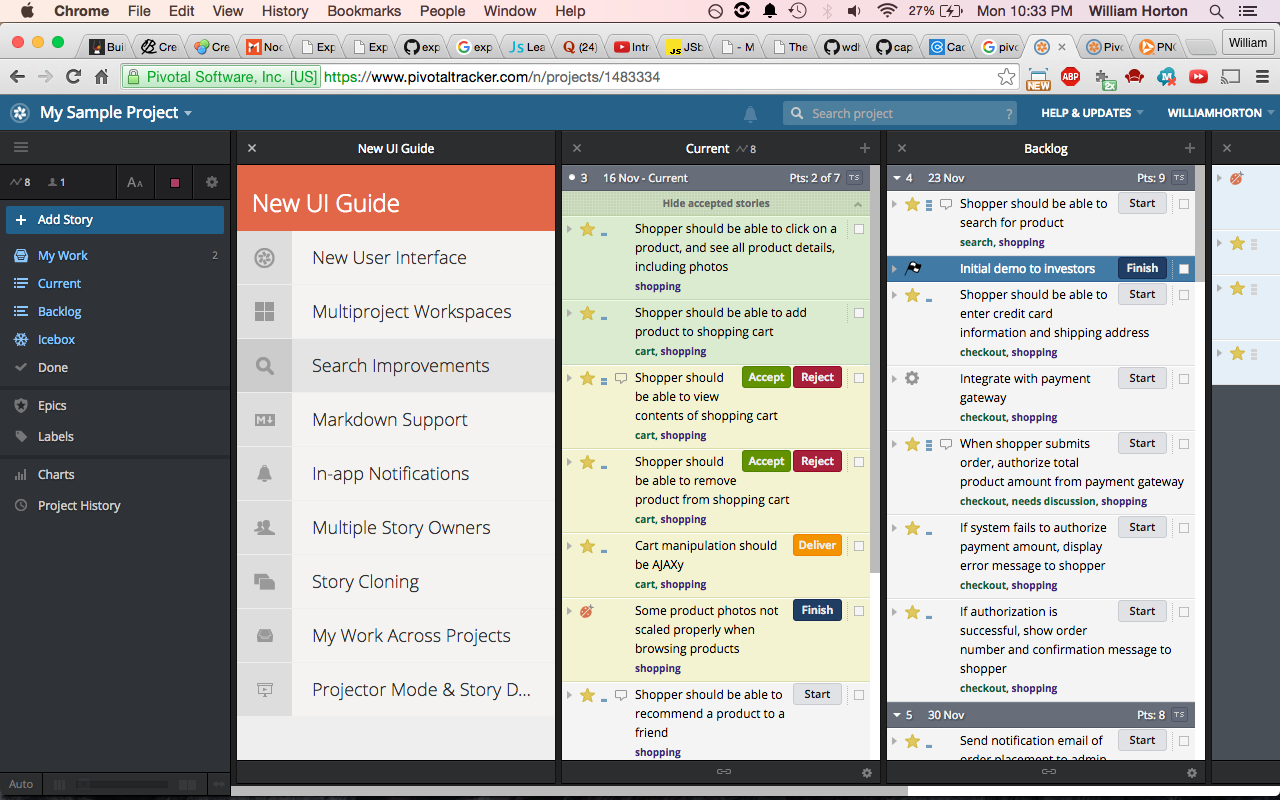 Chrome File Edit View History Bookmarks People Window Help 27% Mon 10:33 PM William Horton
Bui Cre Cre Noc Exp Exp exp exp Lea Q (24) Intr JSb - M The wdl cap Cac pivo Pivo PNG William
Pivotal Software, Inc. [US] https://www.pivotaltracker.com/n/projects/1483334 NEW ABP 2x
My Sample Project Search project ? HELP & UPDATES WILLIAMHORTON
8 1 AA
+ Add Story
My Work 2
Current
Backlog
Icebox
Done
Epics
Labels
Charts
Project History
Auto
New UI Guide
New UI Guide
New User Interface
Multiproject Workspaces
Search Improvements
Markdown Support
In-app Notifications
Multiple Story Owners
Story Cloning
My Work Across Projects
Projector Mode & Story D...
Current 8
3 16 Nov - Current Pts: 2 of 7 TS
Hide accepted stories
Shopper should be able to click on a
product, and see all product details,
including photos
shopping
Shopper should be able to add
product to shopping cart
cart, shopping
Shopper should Accept Reject
be able to view
contents of shopping cart
cart, shopping
Shopper should Accept Reject
be able to remove
product from shopping cart
cart, shopping
Cart manipulation should Deliver
be AJAXy
cart, shopping
Some product photos not Finish
scaled properly when
browsing products
shopping
Shopper should be able to Start
recommend a product to a
friend
shopping
Backlog
4 23 Nov Pts: 9 TS
Shopper should be able to Start
search for product
search, shopping
Initial demo to investors Finish
Shopper should be able to Start
enter credit card
information and shipping address
checkout, shopping
Integrate with payment Start
gateway
checkout, shopping
When shopper submits Start
order, authorize total
product amount from payment gateway
checkout, needs discussion, shopping
If system fails to authorize Start
payment amount, display
error message to shopper
checkout, shopping
If authorization is Start
successful, show order
number and confirmation message to
shopper
checkout, shopping
5 30 Nov Pts: 8 TS
Send notification email of Start
order placement to admin